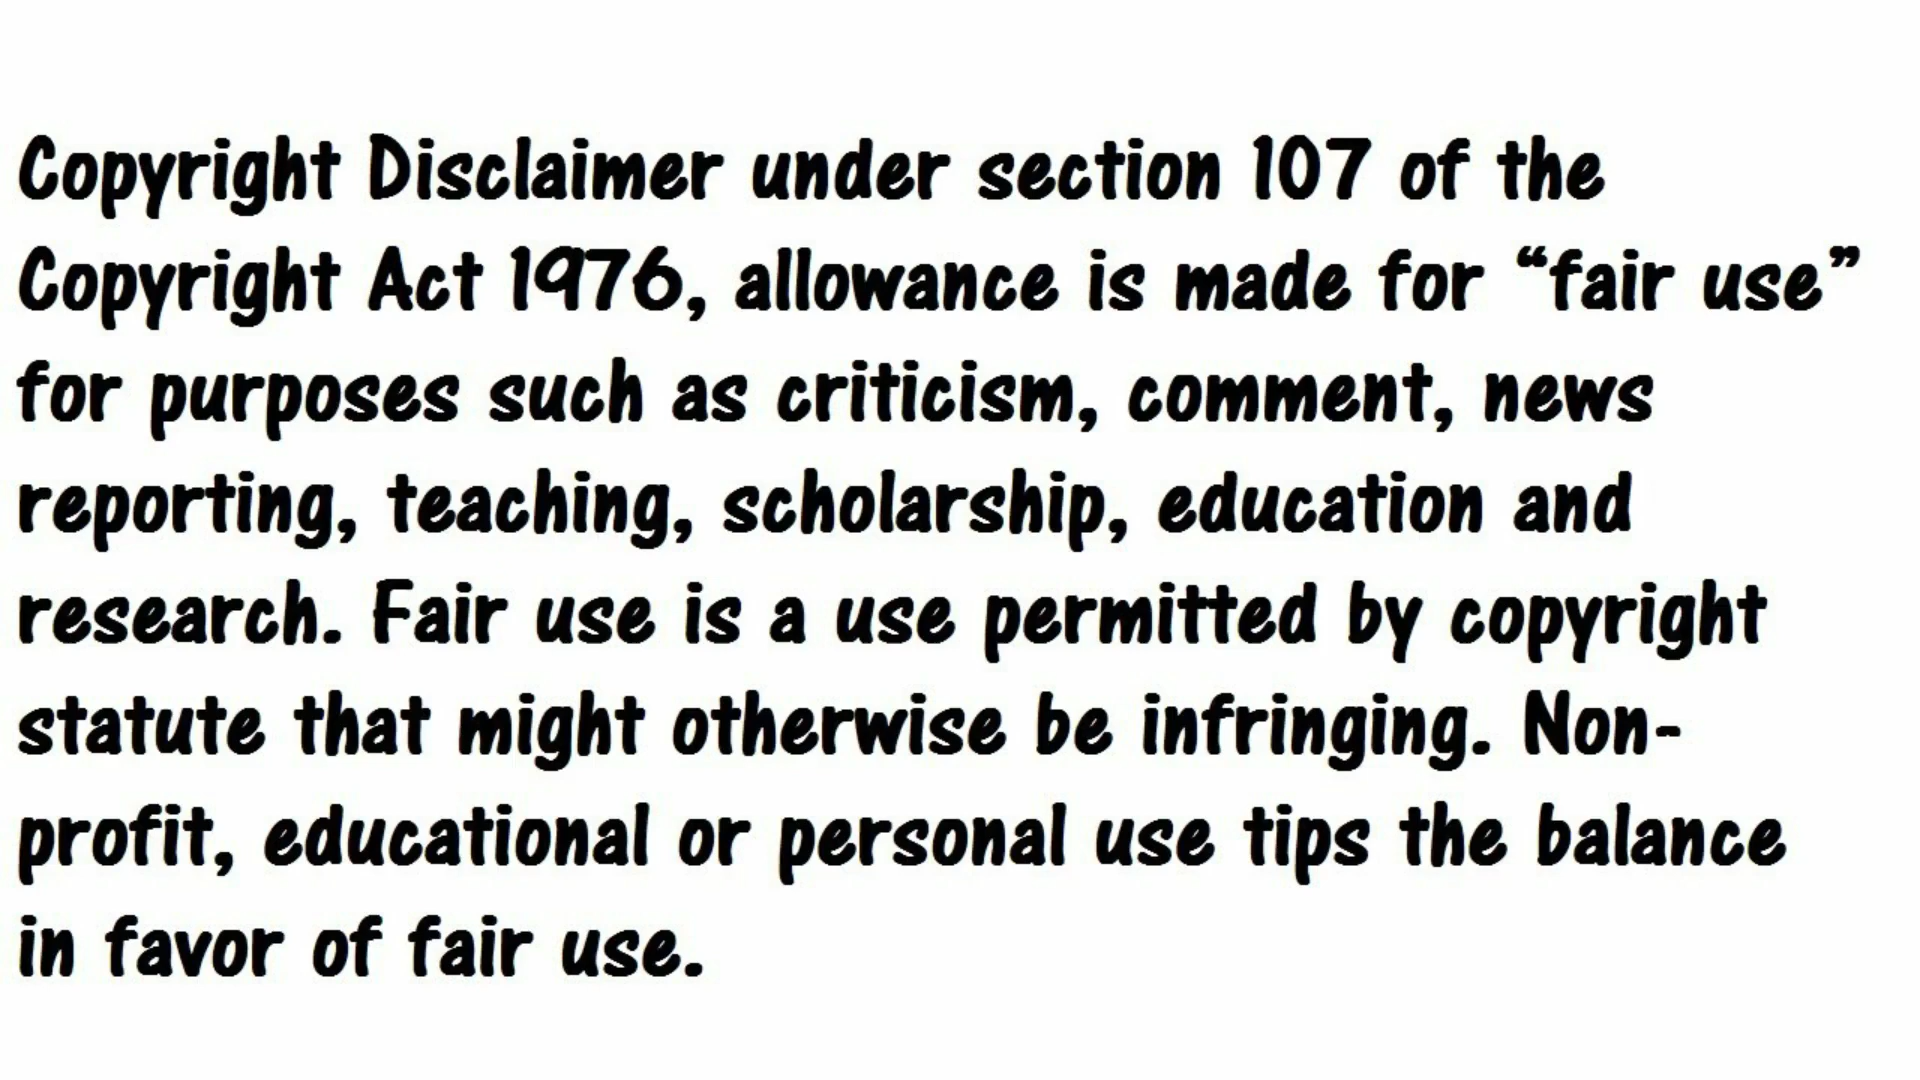 Copyright Disclaimer under section 107 of the
Copyright Act 1976, allowance is made for “fair use”
for purposes such as criticism, comment, news
reporting, teaching, scholarship, education and
research. Fair use is a use permitted by copyright
statute that might otherwise be infringing. Non-
profit, educational or personal use tips the balance
in favor of fair use.